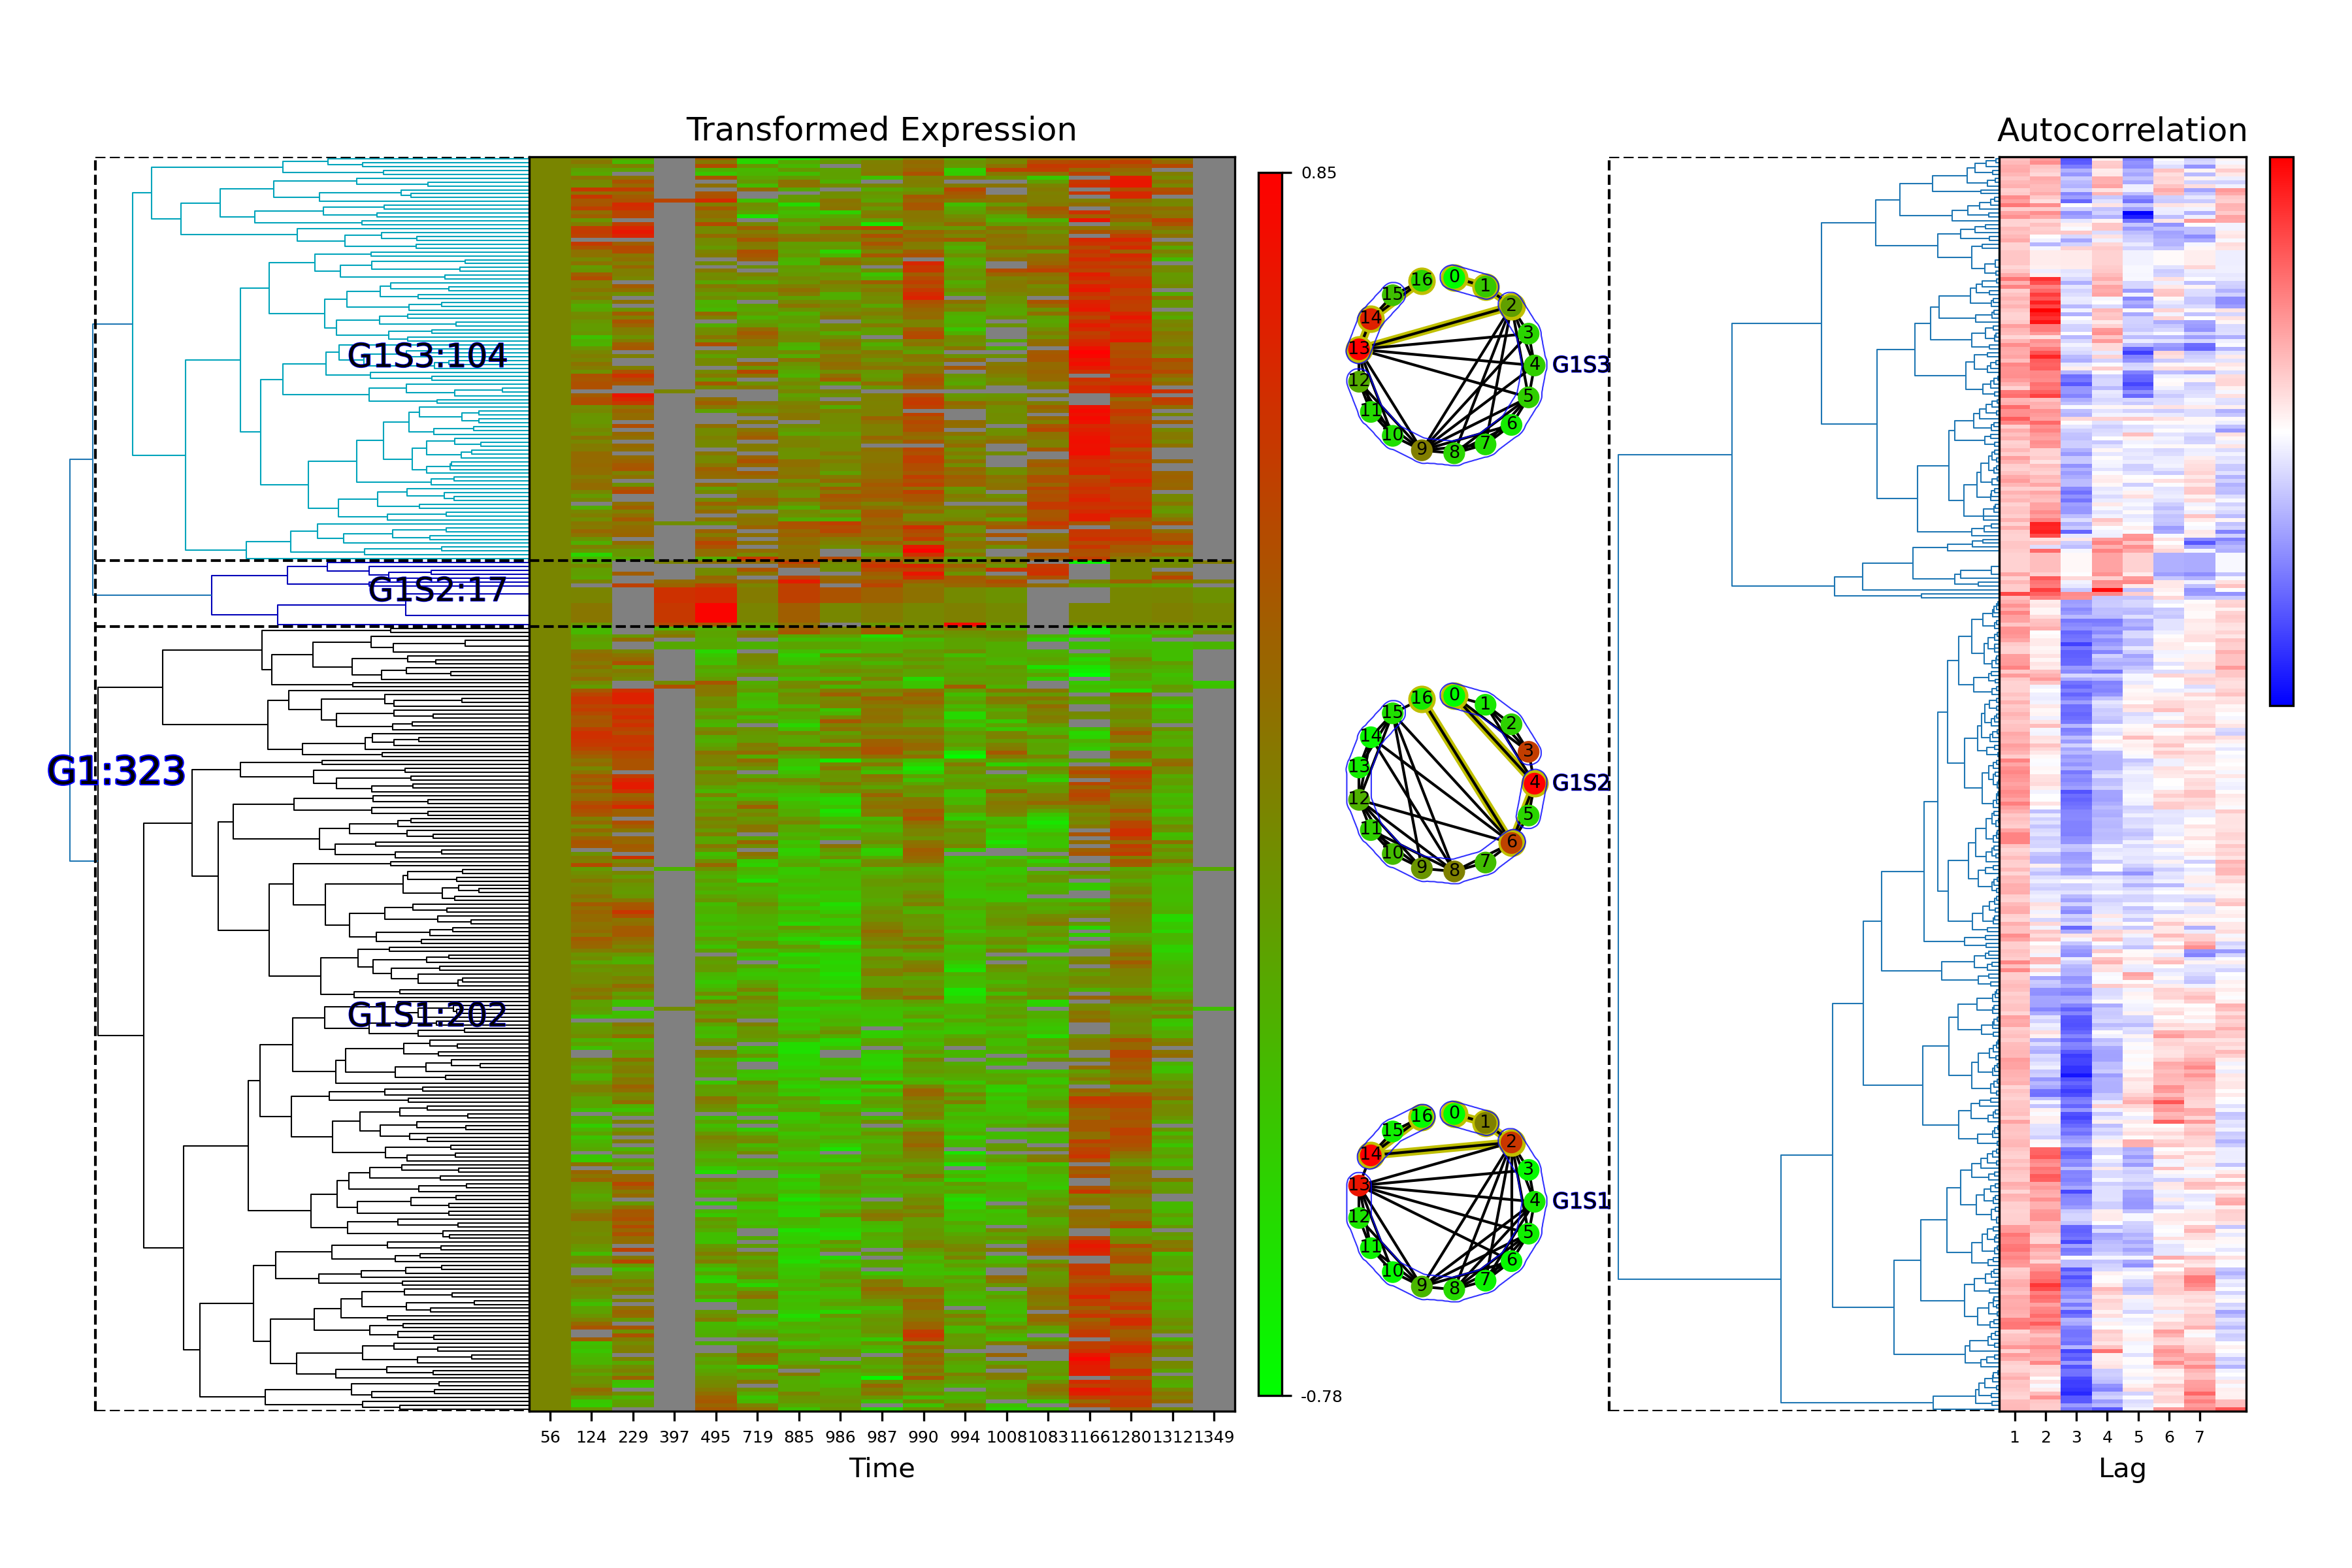 Transformed Expression
Autocorrelation
0.85
-0.78
G1S3:104
G1S2:17
G1:323
G1S1:202
0 1 2 3 4 5 6 7 8 9 10 11 12 13 14 15 16
G1S3
0 1 2 3 4 5 6 7 8 9 10 11 12 13 14 15 16
G1S2
0 1 2 3 4 5 6 7 8 9 10 11 12 13 14 15 16
G1S1
56 124 229 397 495 719 885 986 987 990 994 1008 1083 1166 1280 1312 1349
Time
1 2 3 4 5 6 7
Lag